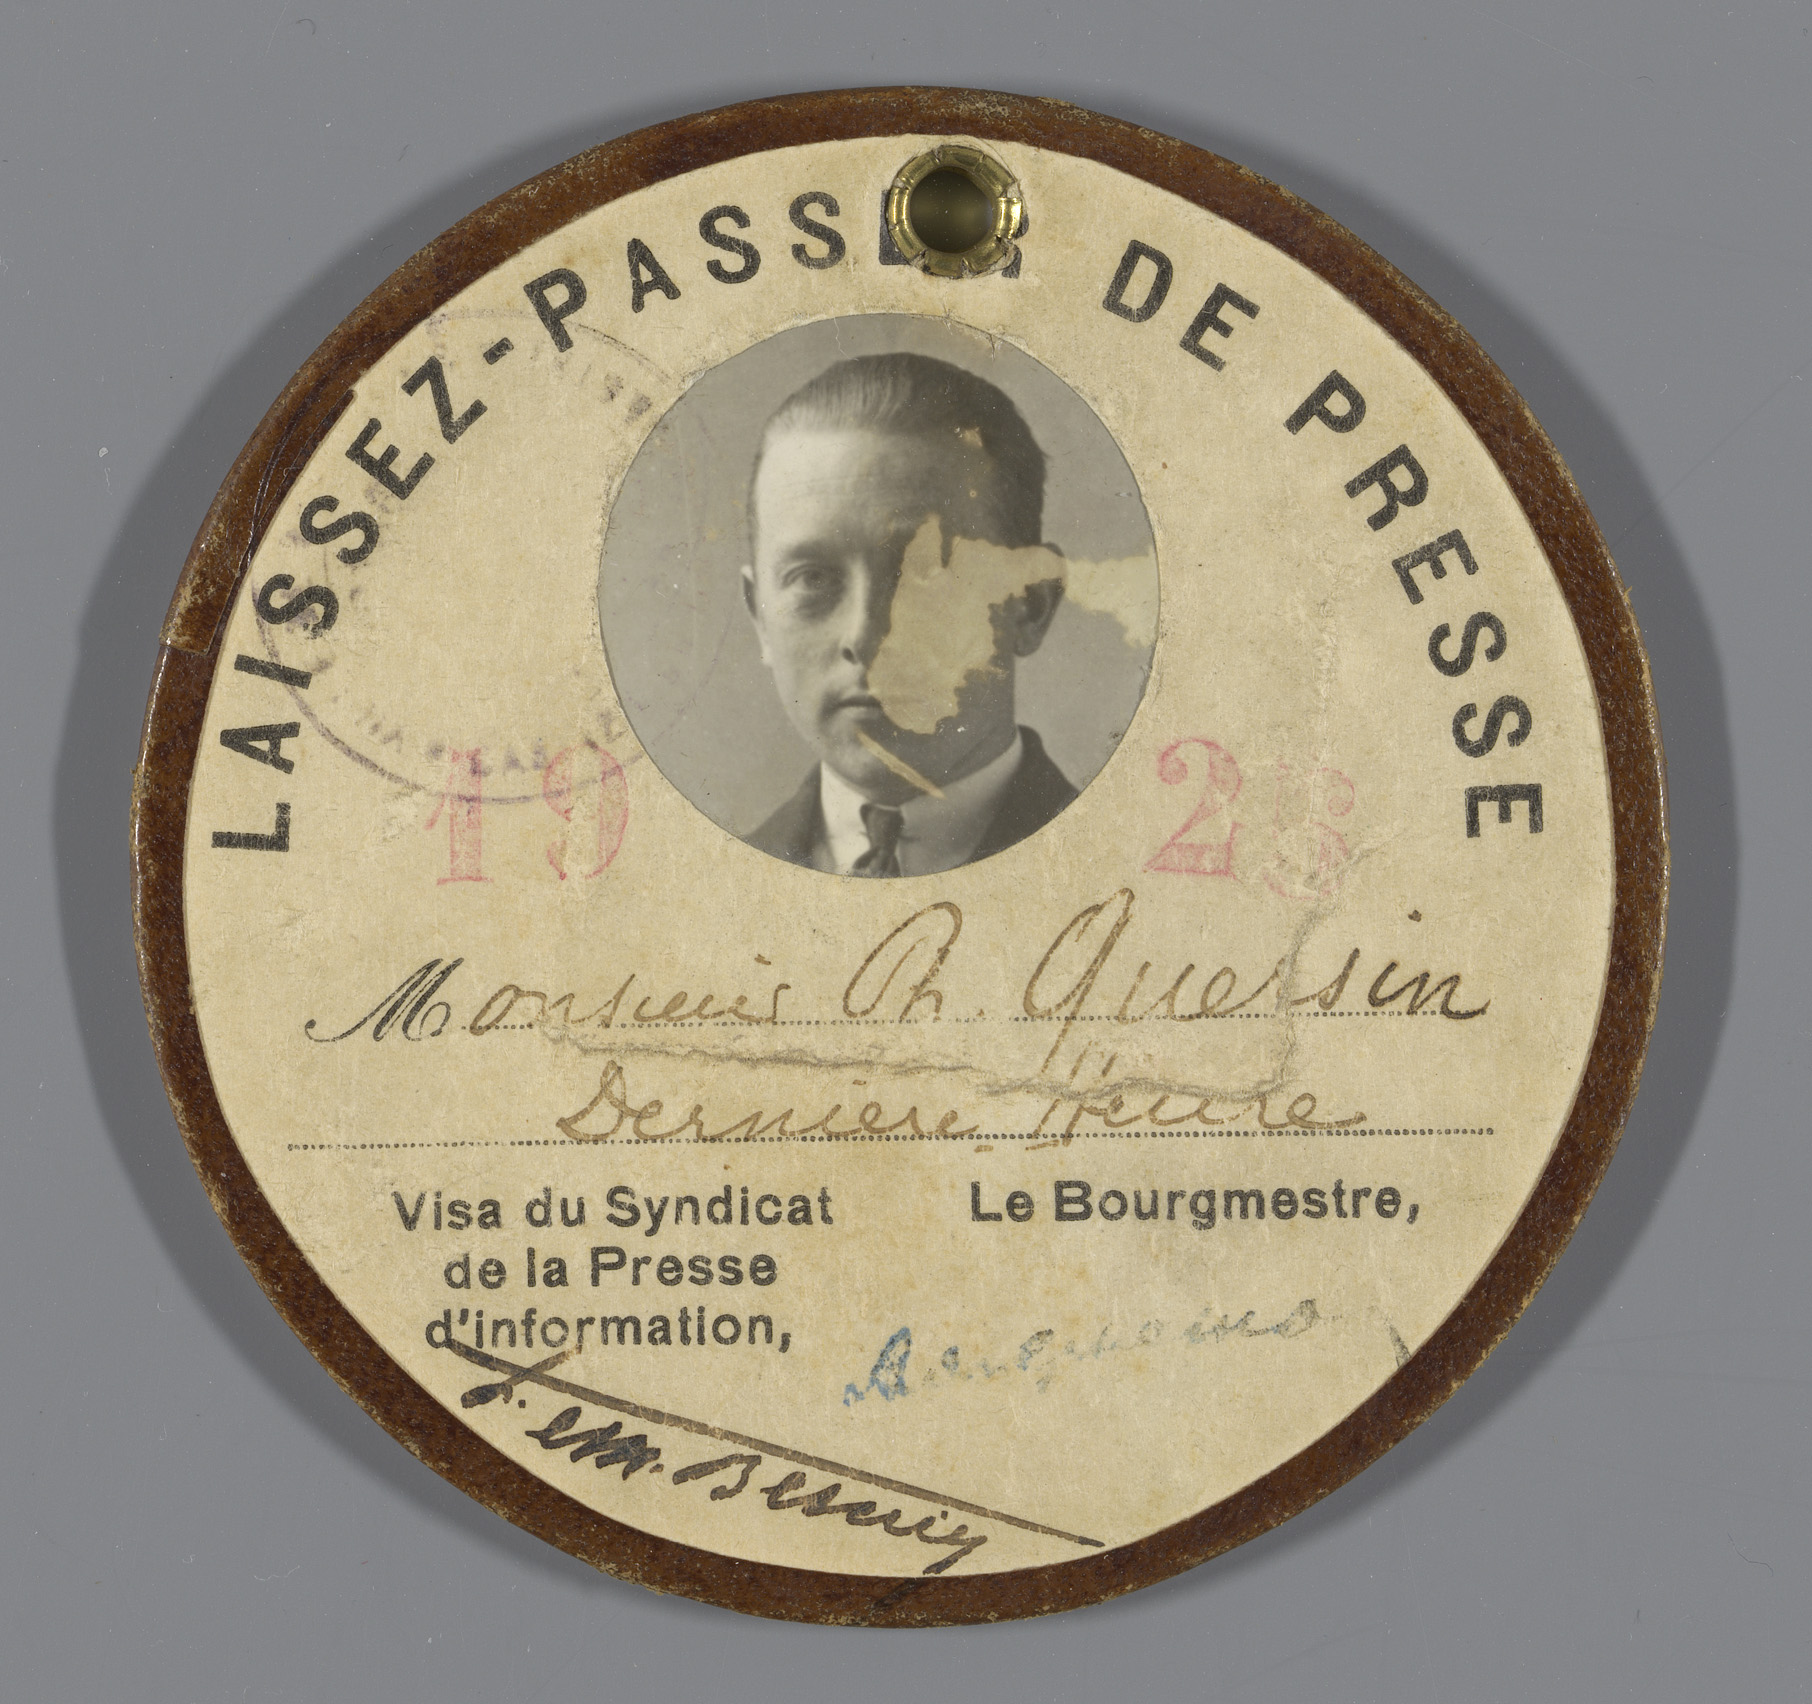 LAISSEZ-PASSER DE PRESSE
19 26
Monsieur Ph. Quersin
Dernière Heure
Visa du Syndicat
de la Presse
d'information,
Le Bourgmestre,